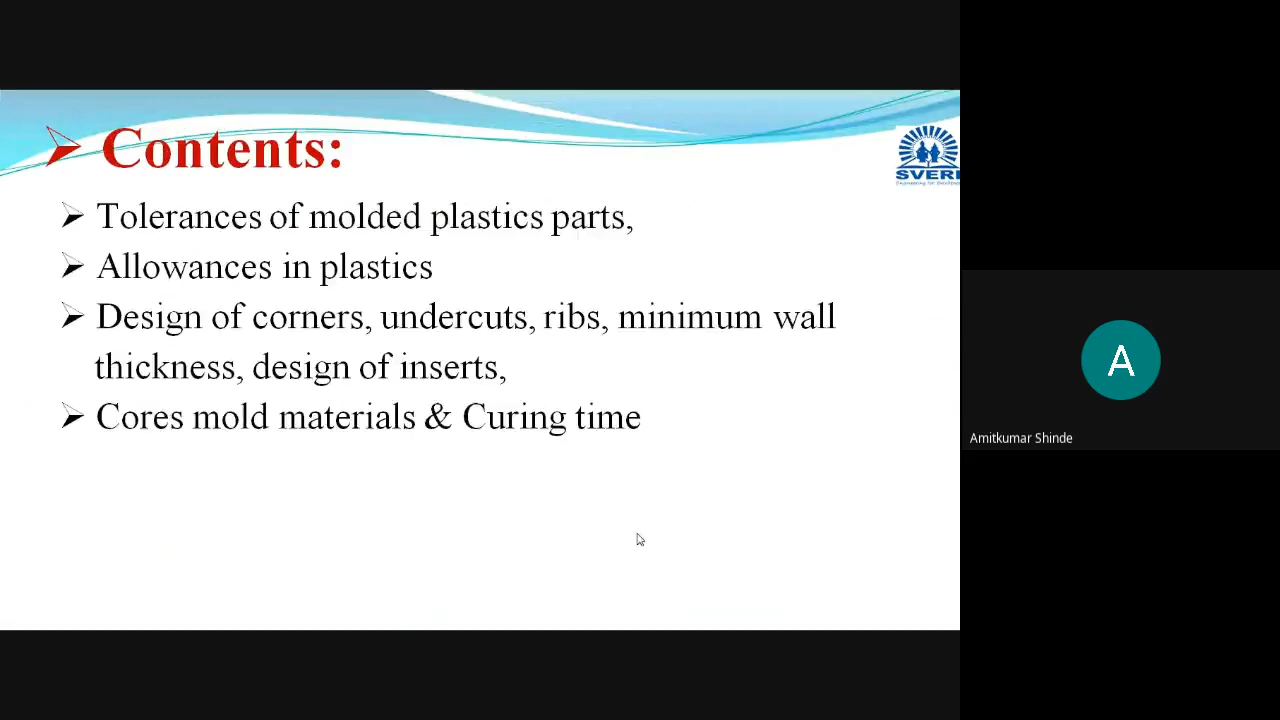 ➢ Contents:
SVERI
➢ Tolerances of molded plastics parts,
➢ Allowances in plastics
➢ Design of corners, undercuts, ribs, minimum wall
thickness, design of inserts,
➢ Cores mold materials & Curing time
A
Amitkumar Shinde